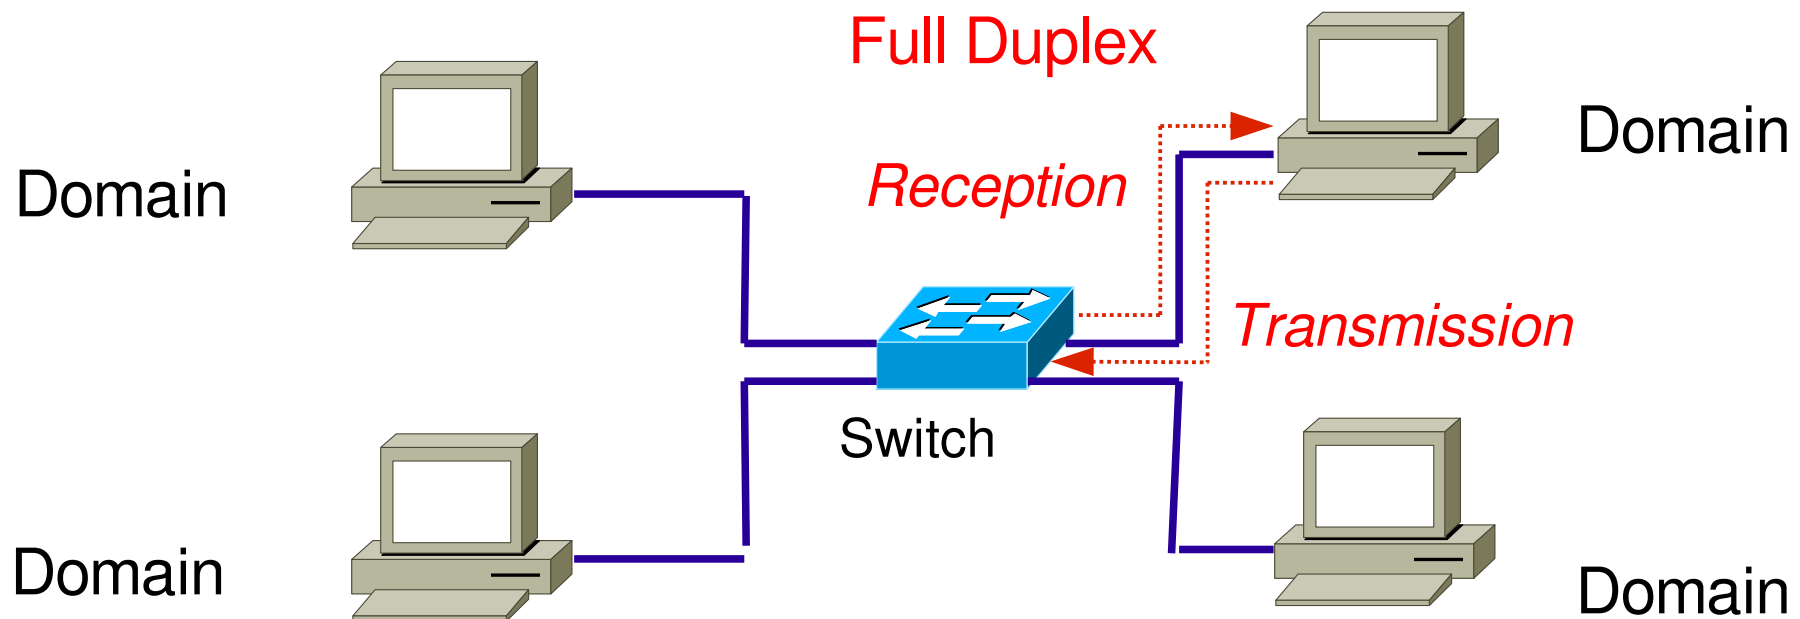 Full Duplex
Domain
Domain
Reception
Transmission
Switch
Domain
Domain